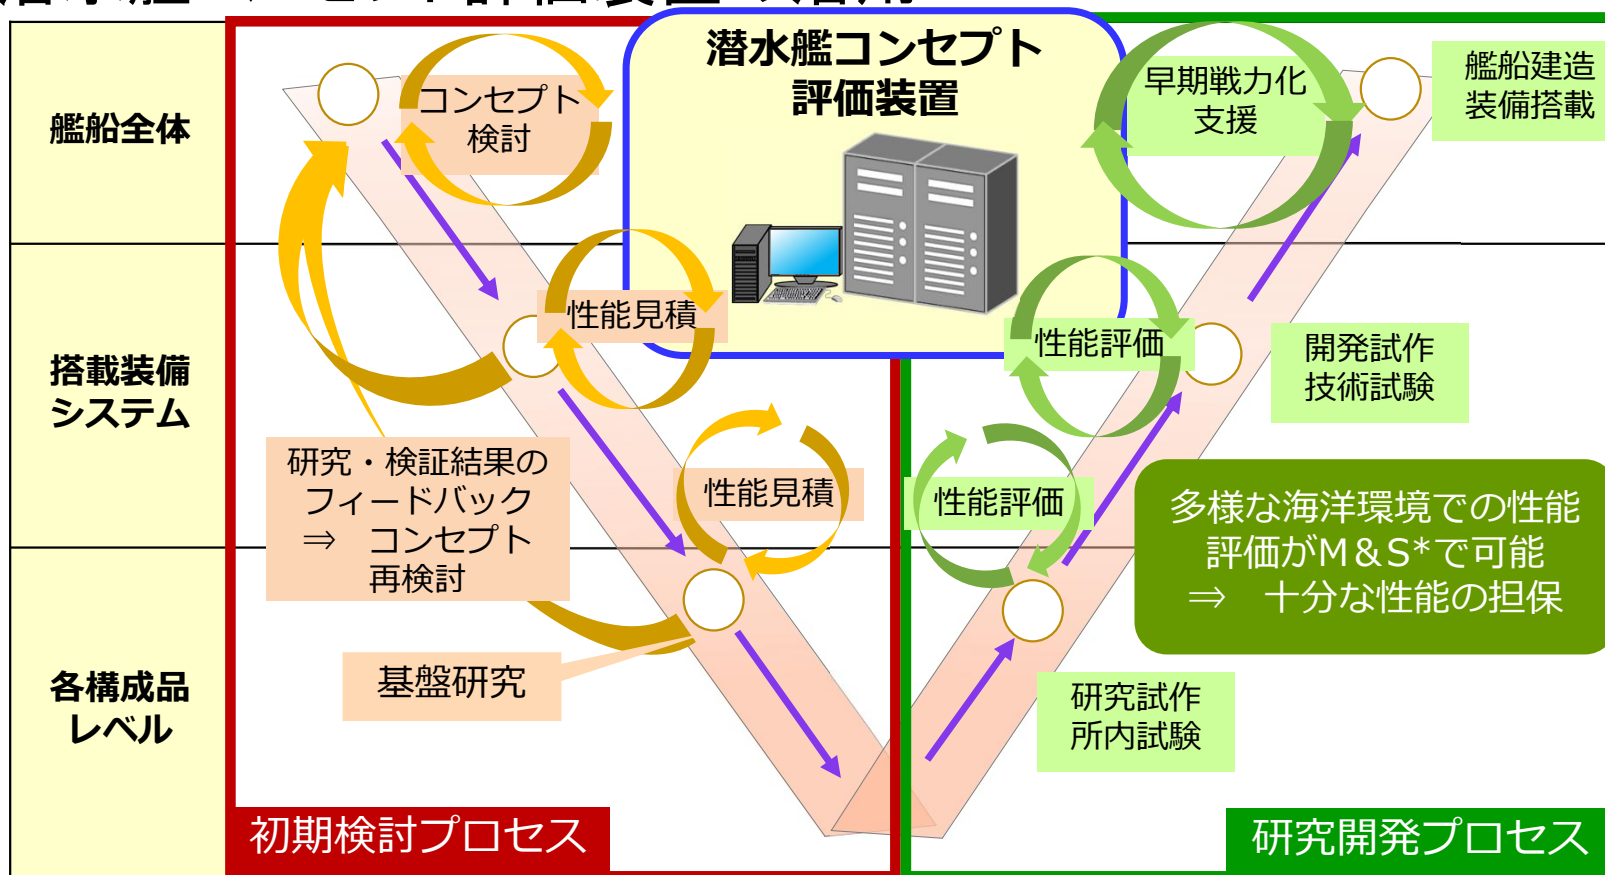 潜水艦コンセプト
評価装置
艦船全体
コンセプト
検討
早期戦力化
支援
艦船建造
装備搭載
搭載装備
システム
性能見積
性能評価
開発試作
技術試験
研究・検証結果の
フィードバック
⇒ コンセプト
再検討
性能見積
性能評価
多様な海洋環境での性能
評価がM&S*で可能
⇒ 十分な性能の担保
各構成品
レベル
基盤研究
研究試作
所内試験
初期検討プロセス
研究開発プロセス